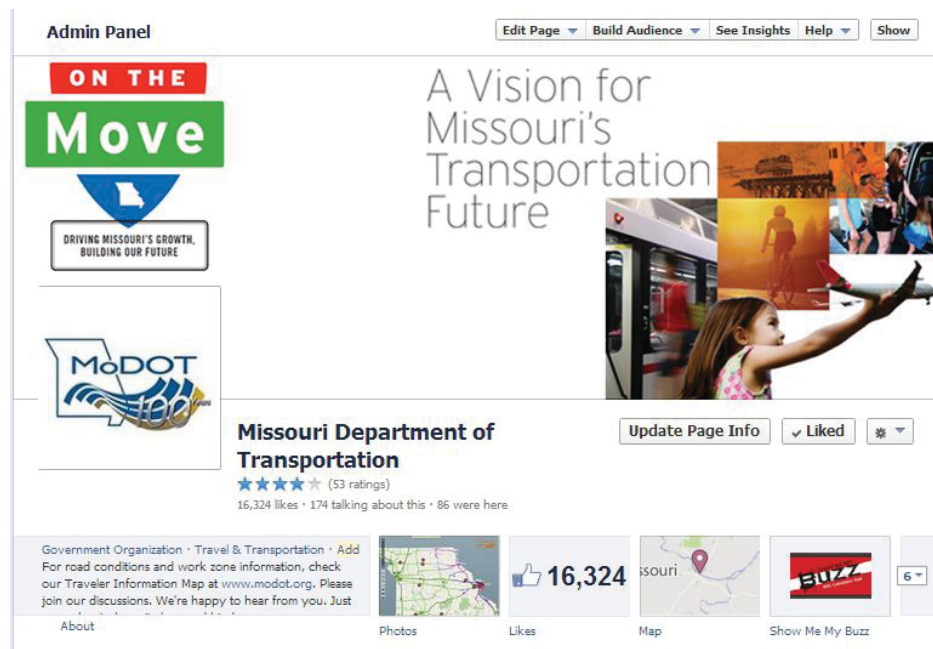 Admin Panel
Edit Page
Build Audience
See Insights
Help
Show
ON THE
Move
DRIVING MISSOURI'S GROWTH,
BUILDING OUR FUTURE
A Vision for
Missouri's
Transportation
Future
MoDOT
100
Missouri Department of
Transportation
(53 ratings)
16,324 likes · 174 talking about this · 86 were here
Update Page Info
Liked
Government Organization · Travel & Transportation · Add
For road conditions and work zone information, check
our Traveler Information Map at www.modot.org. Please
join our discussions. We're happy to hear from you. Just
About
Photos
16,324
Likes
ssouri
Map
BUZZ
Show Me My Buzz
6